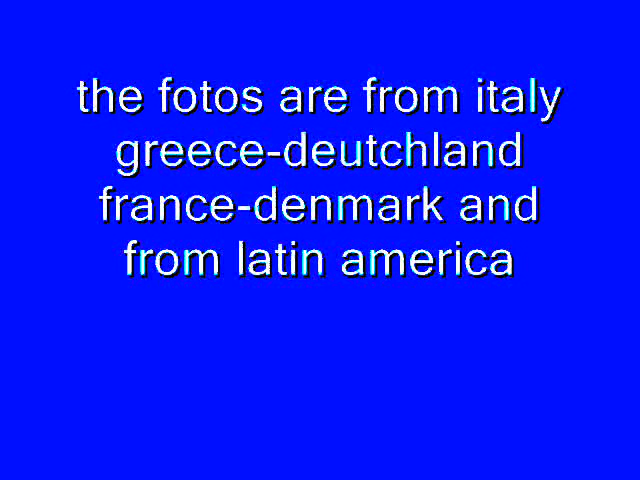 the fotos are from italy
greece-deutchland
france-denmark and
from latin america